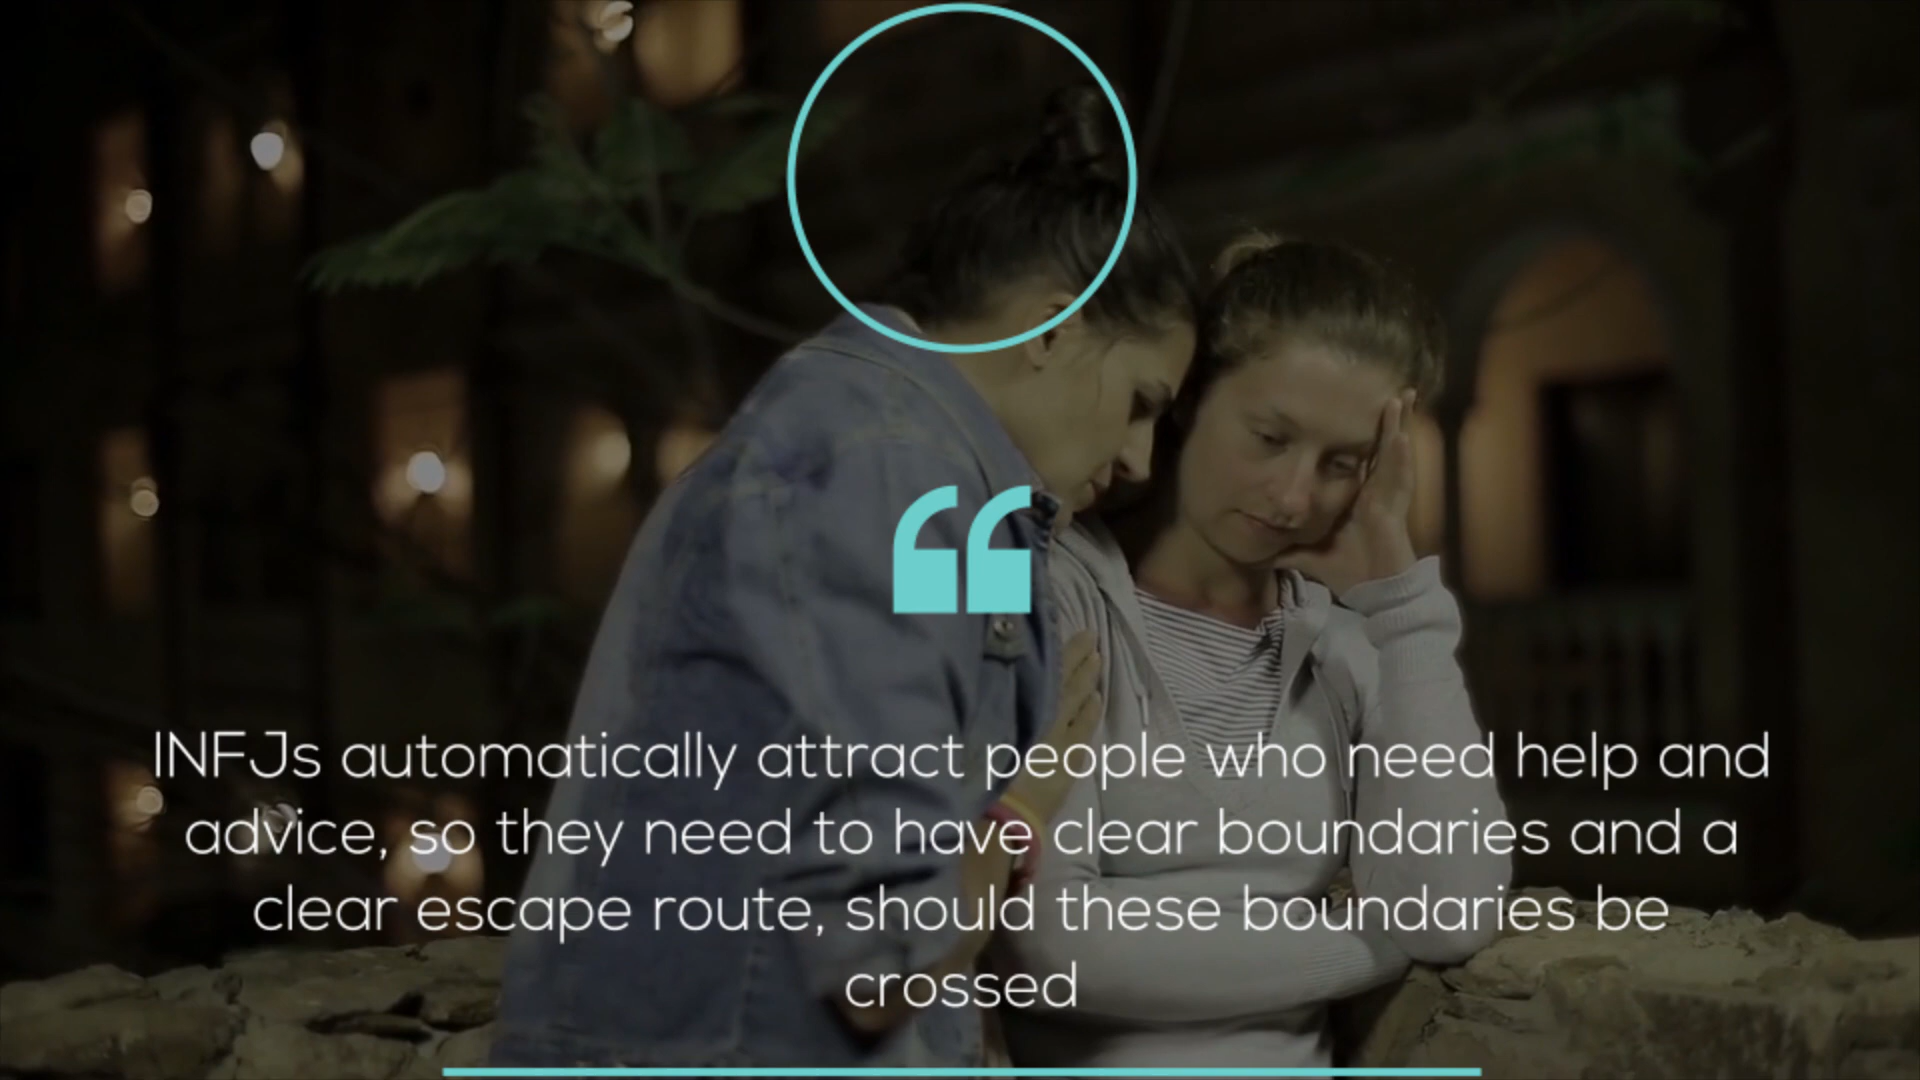 “
INFJs automatically attract people who need help and
advice, so they need to have clear boundaries and a
clear escape route, should these boundaries be
crossed